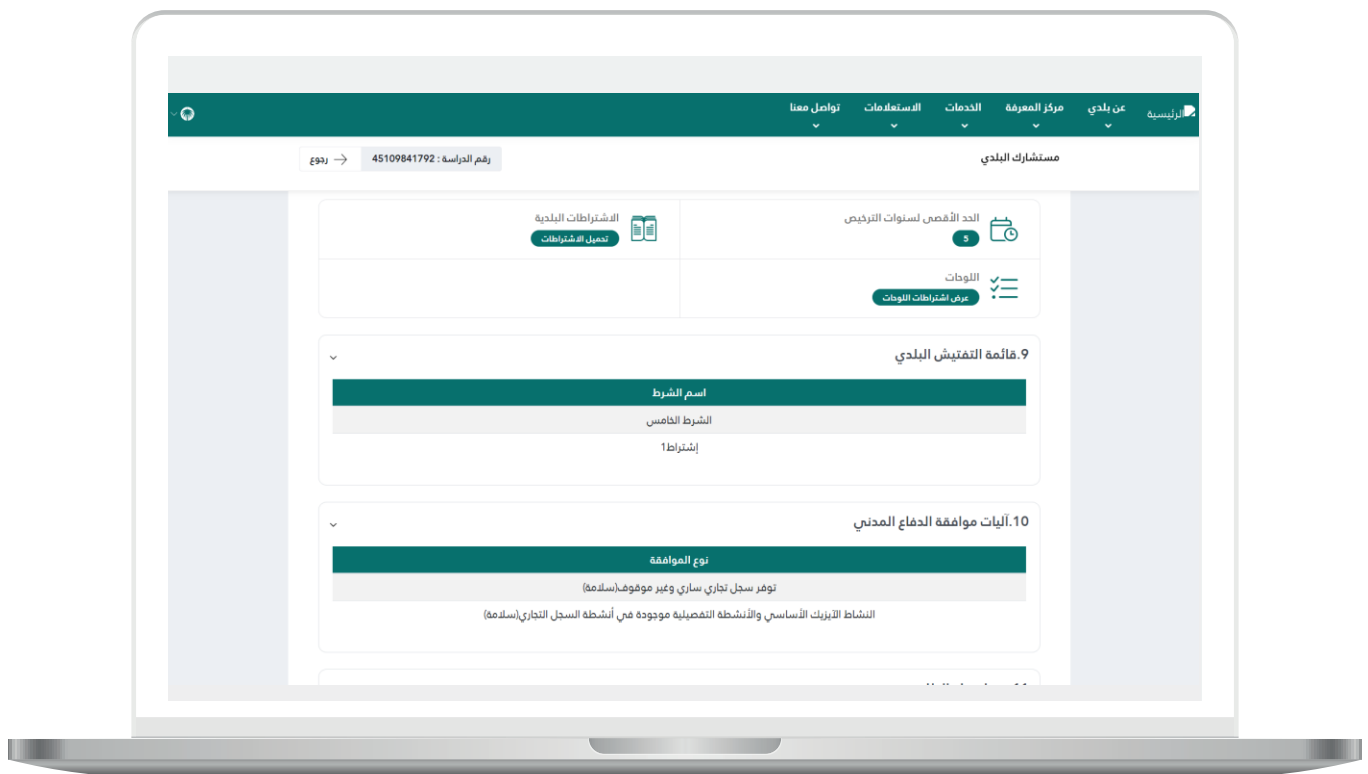 الرئيسية
عن بلدي
مركز المعرفة
الخدمات
الاستعلامات
تواصل معنا
مستشارك البلدي
رقم الدراسة : 45109841792
رجوع
الحد الأقصى لسنوات الترخيص
5
الاشتراطات البلدية
تحميل الاشتراطات
اللوحات
عرض اشتراطات اللوحات
9.قائمة التفتيش البلدي
اسم الشرط
الشرط الخامس
إشتراط1
10.آليات موافقة الدفاع المدني
نوع الموافقة
توفر سجل تجاري ساري وغير موقوف(سلامة)
النشاط الآيزيك الأساسي والأنشطة التفصيلية موجودة في أنشطة السجل التجاري(سلامة)